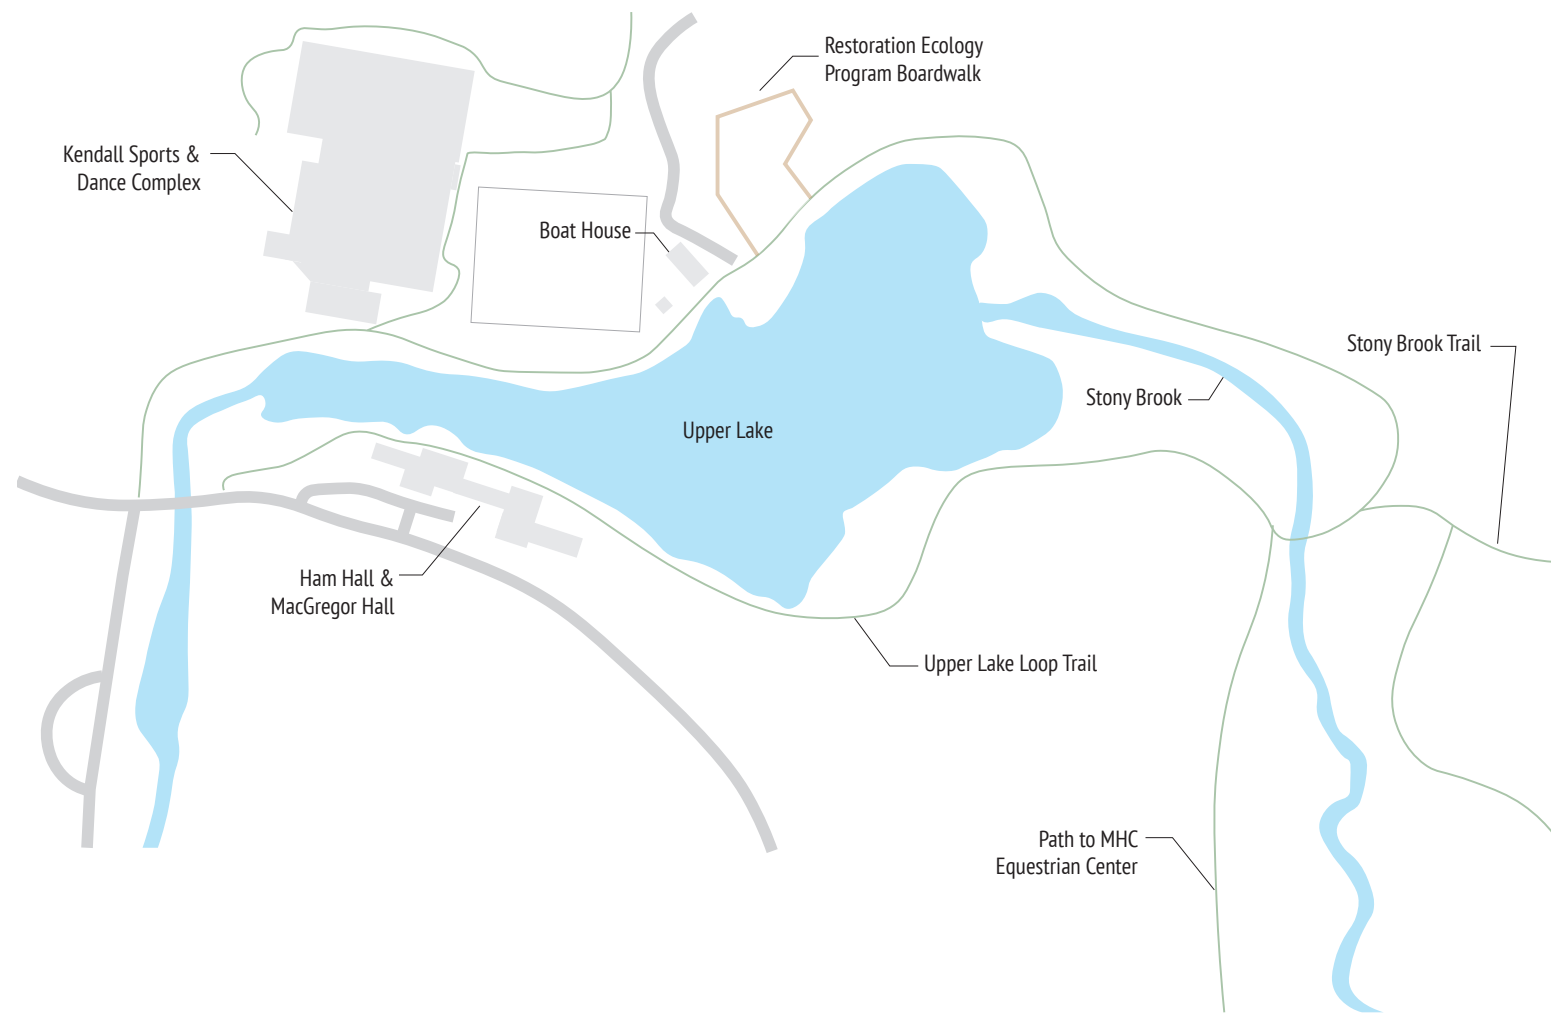 Restoration Ecology
Program Boardwalk
Kendall Sports &
Dance Complex
Boat House
Stony Brook Trail
Stony Brook
Upper Lake
Ham Hall &
MacGregor Hall
Upper Lake Loop Trail
Path to MHC
Equestrian Center